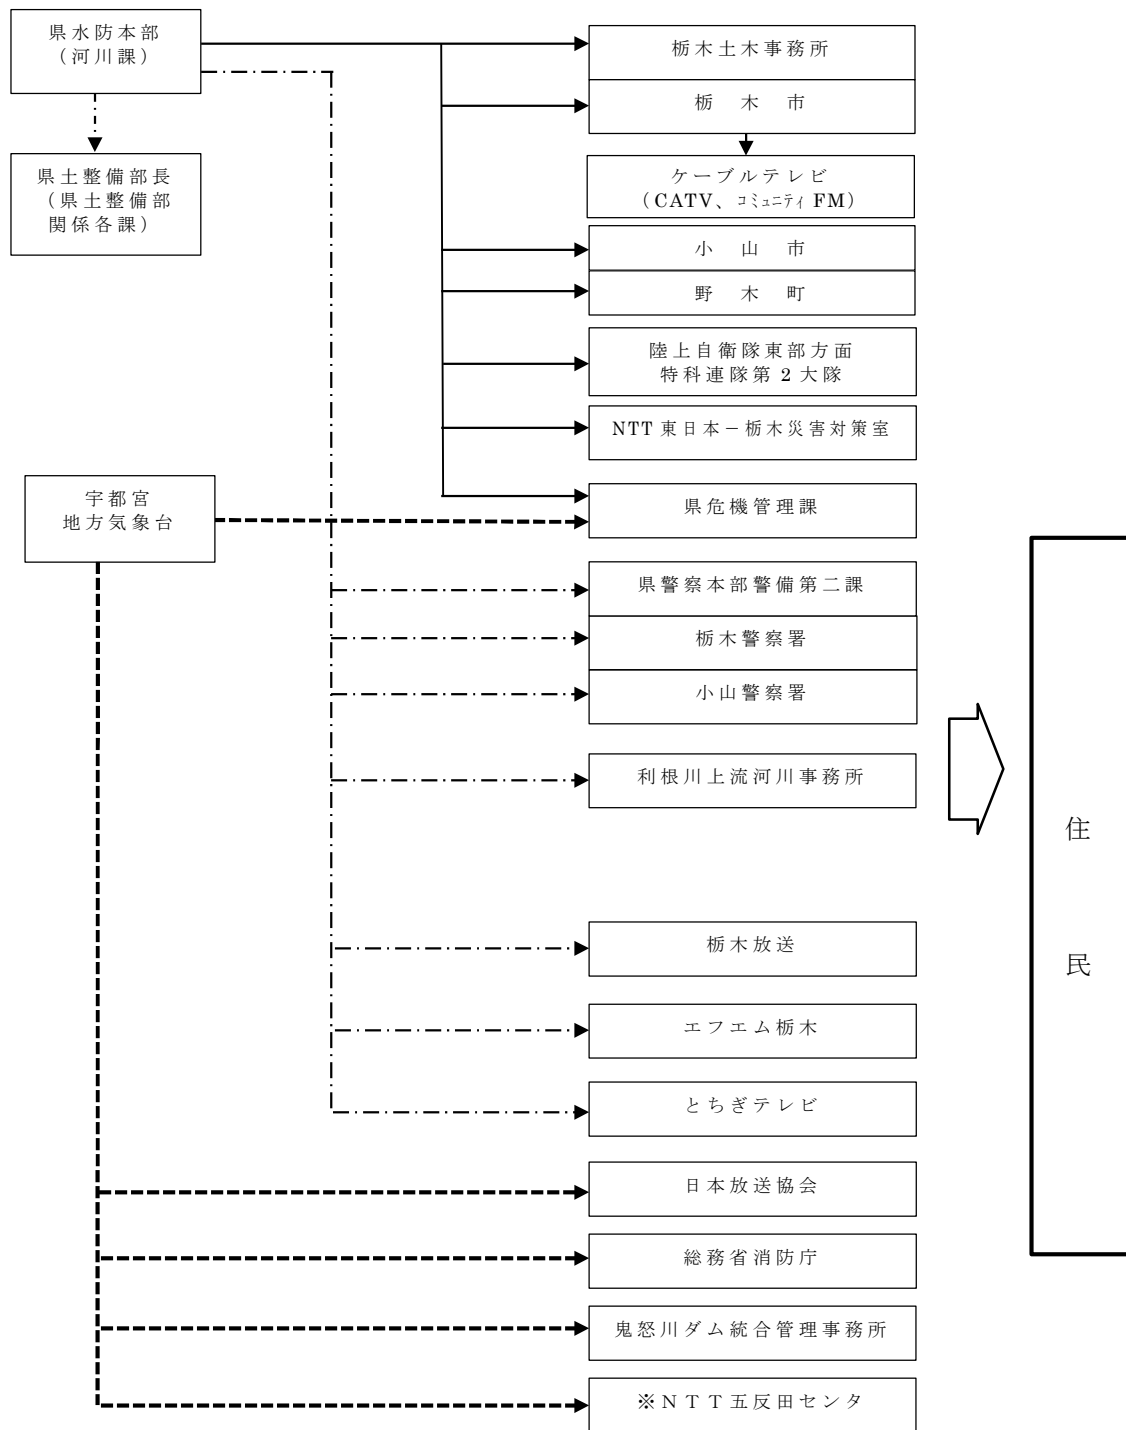 県水防本部
（河川課）
県土整備部長
（県土整備部
関係各課）
栃木土木事務所
栃　木　市
ケーブルテレビ
（CATV、コミュニティFM）
小　山　市
野　木　町
陸上自衛隊東部方面
特科連隊第2大隊
NTT東日本－栃木災害対策室
宇都宮
地方気象台
県危機管理課
県警察本部警備第二課
栃木警察署
小山警察署
利根川上流河川事務所
住
民
栃木放送
エフエム栃木
とちぎテレビ
日本放送協会
総務省消防庁
鬼怒川ダム統合管理事務所
※ＮＴＴ五反田センタ